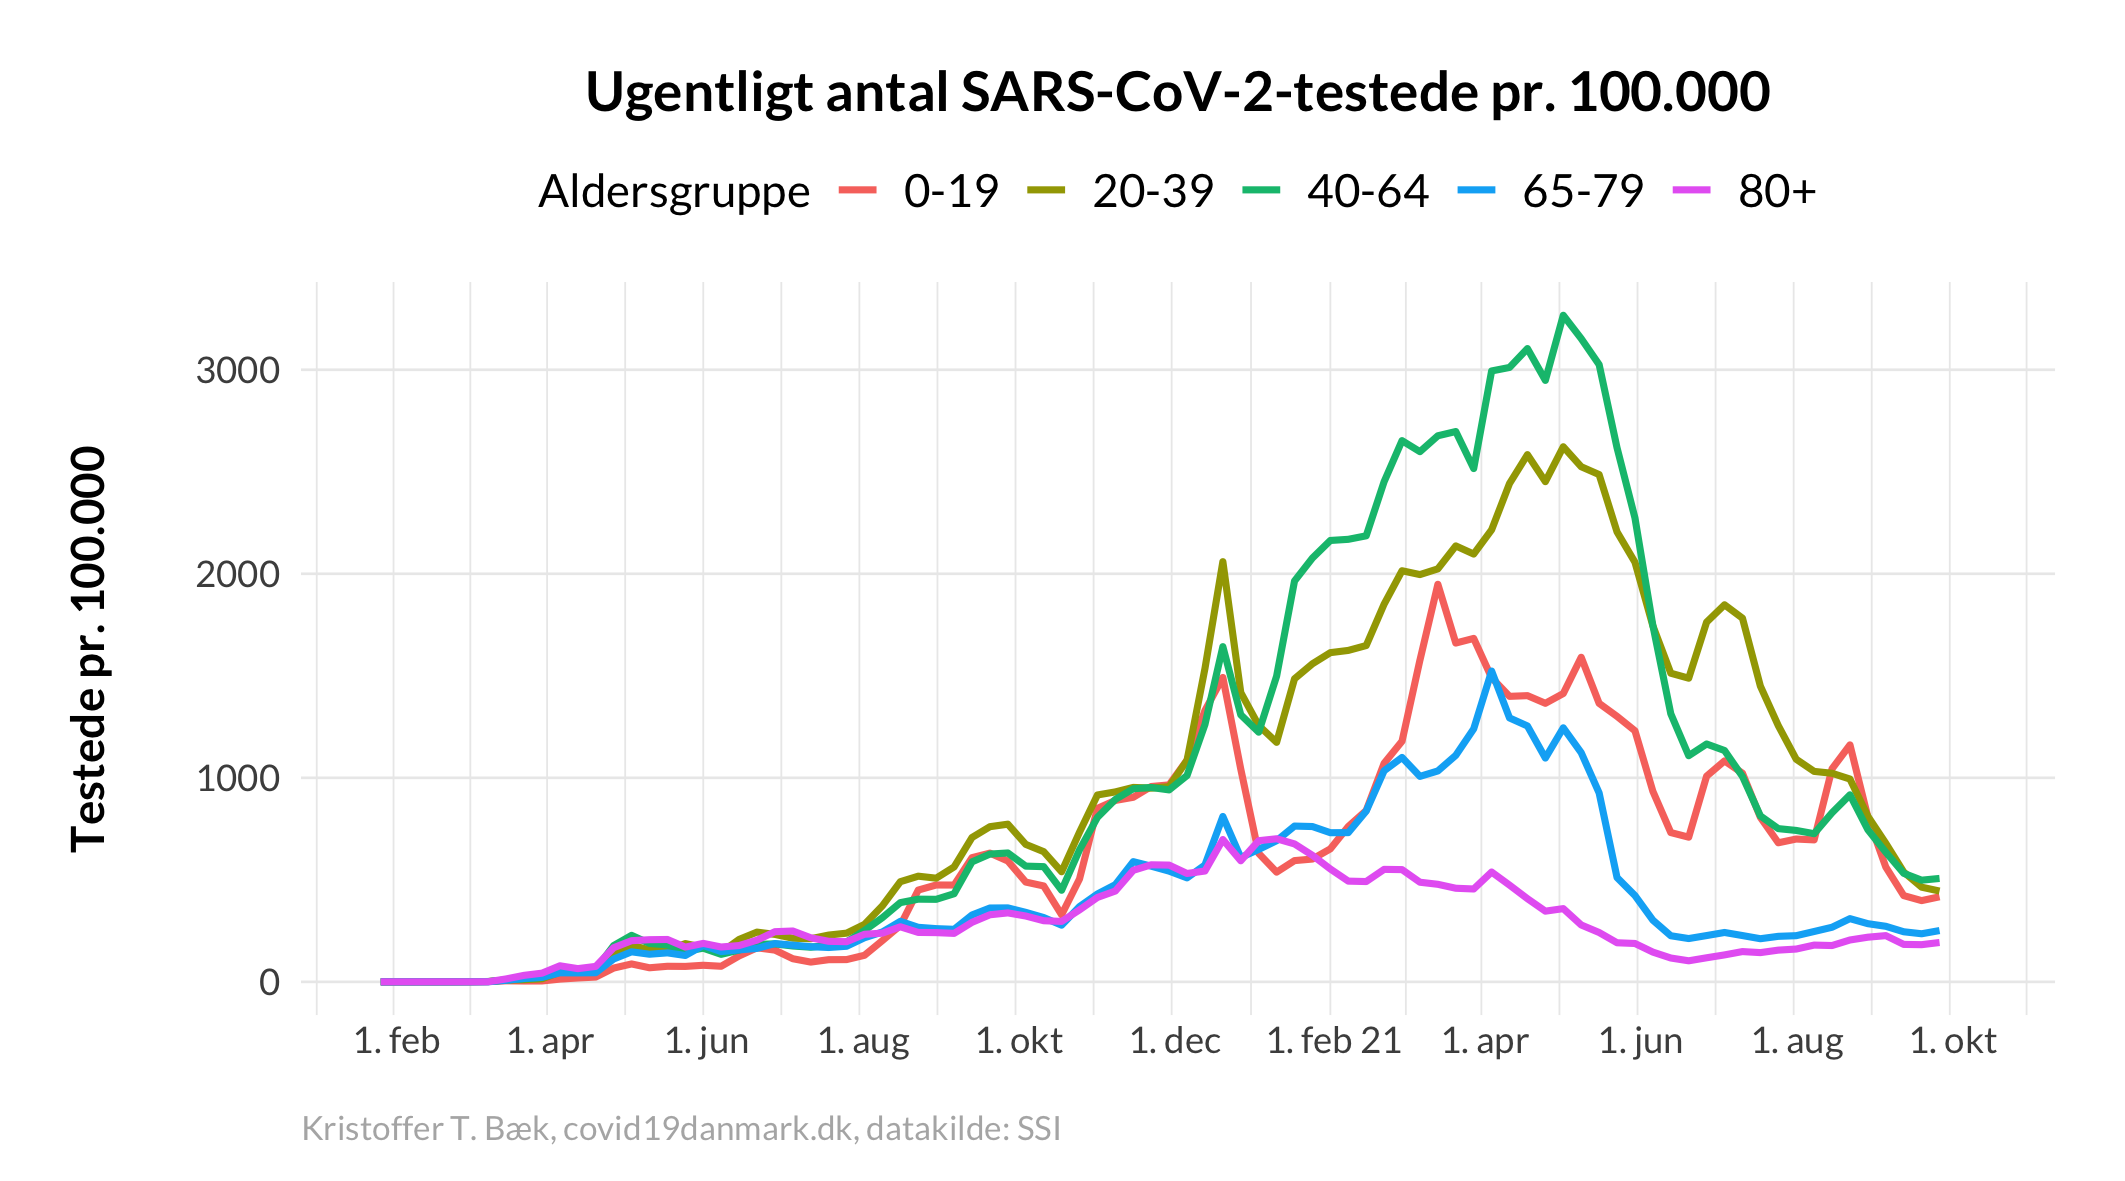 Ugentligt antal SARS-CoV-2-testede pr. 100.000
Aldersgruppe 0-19 20-39 40-64 65-79 80+
Testede pr. 100.000
3000
2000
1000
0
1. feb 1. apr 1. jun 1. aug 1. okt 1. dec 1. feb 21 1. apr 1. jun 1. aug 1. okt
Kristoffer T. Bæk, covid19danmark.dk, datakilde: SSI